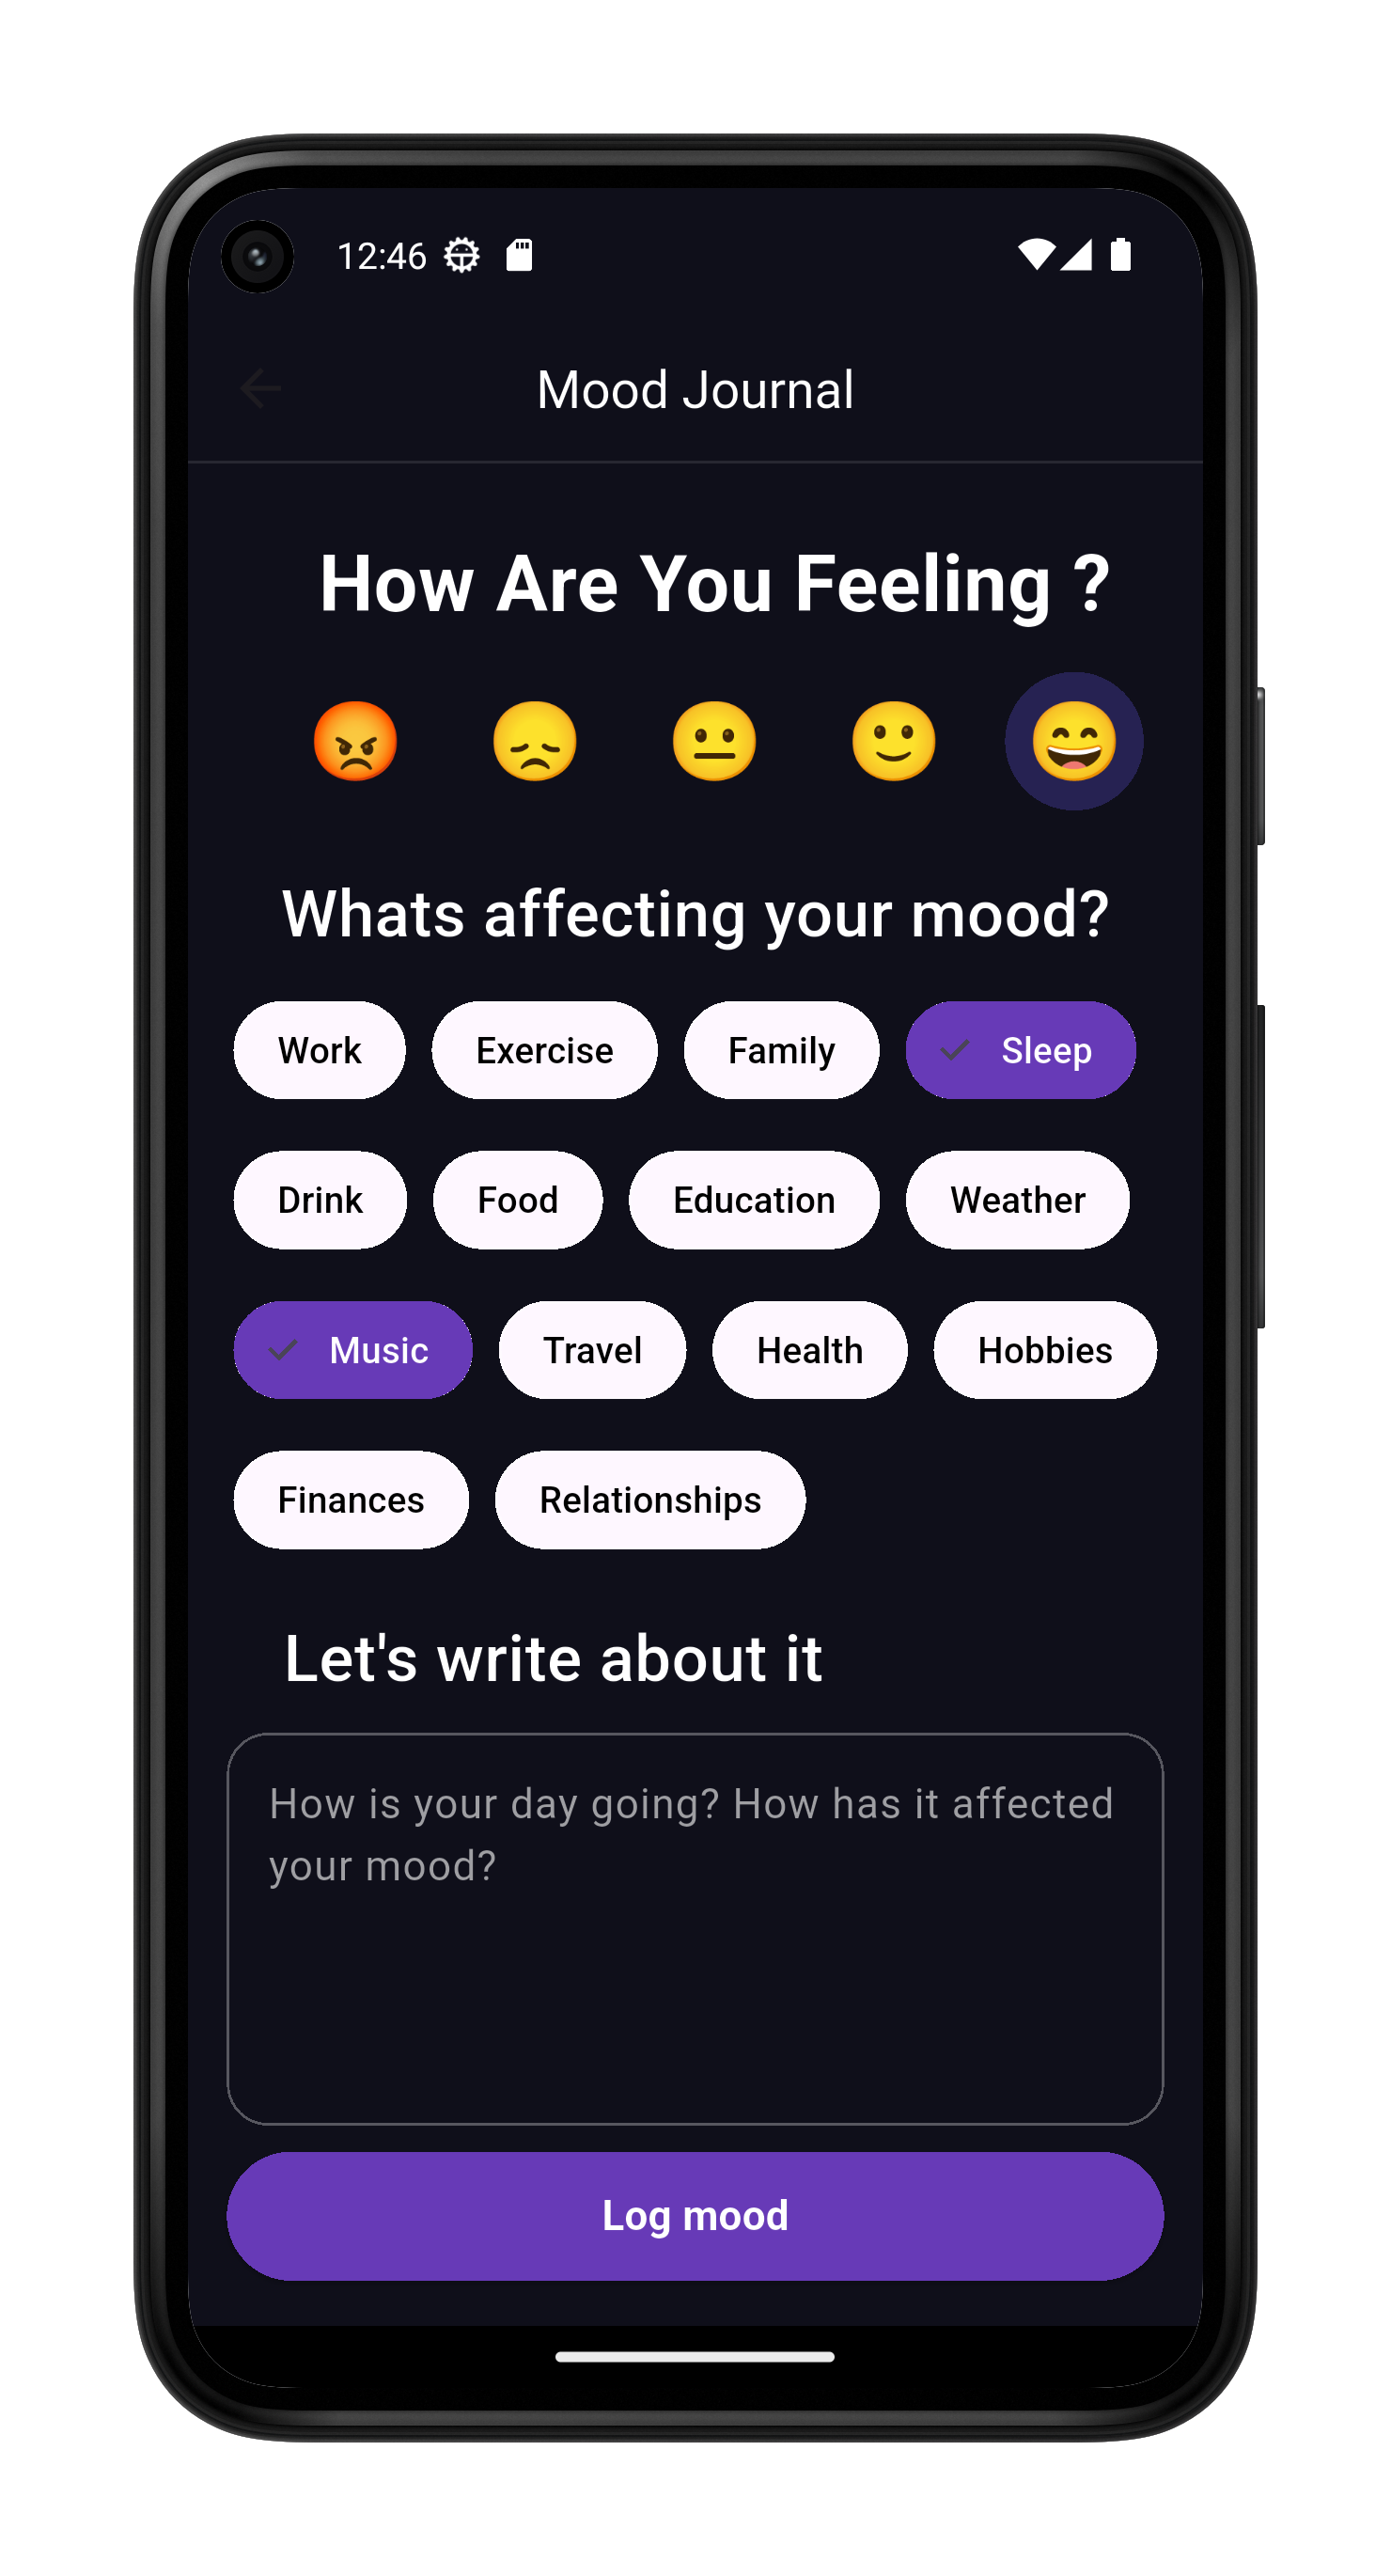 12:46
Mood Journal
How Are You Feeling ?
Whats affecting your mood?
Work Exercise Family Sleep
Drink Food Education Weather
Music Travel Health Hobbies
Finances Relationships
Let's write about it
How is your day going? How has it affected
your mood?
Log mood